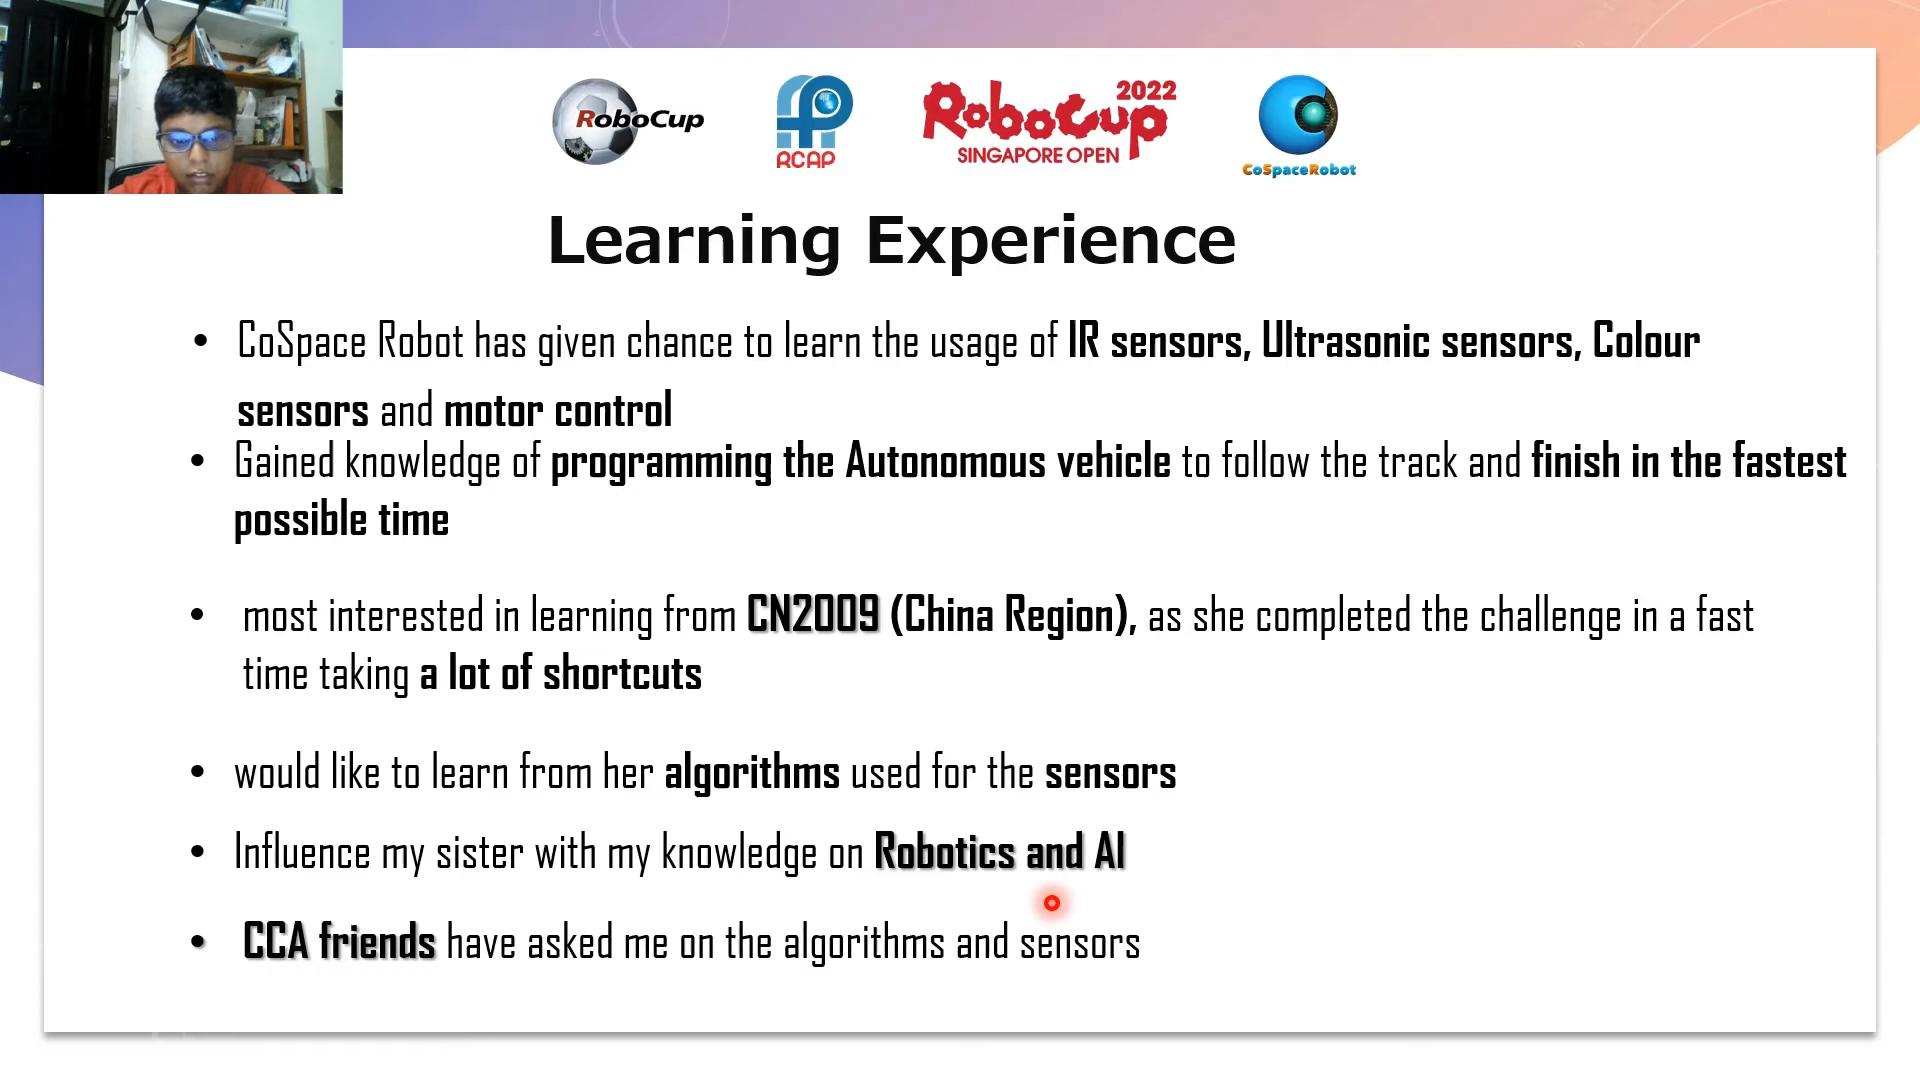 RoboCup
RCAP
RoboCup 2022
SINGAPORE OPEN
CoSpaceRobot
Learning Experience
• CoSpace Robot has given chance to learn the usage of IR sensors, Ultrasonic sensors, Colour
sensors and motor control
• Gained knowledge of programming the Autonomous vehicle to follow the track and finish in the fastest
possible time
• most interested in learning from CN2009 (China Region), as she completed the challenge in a fast
time taking a lot of shortcuts
• would like to learn from her algorithms used for the sensors
• Influence my sister with my knowledge on Robotics and AI
• CCA friends have asked me on the algorithms and sensors